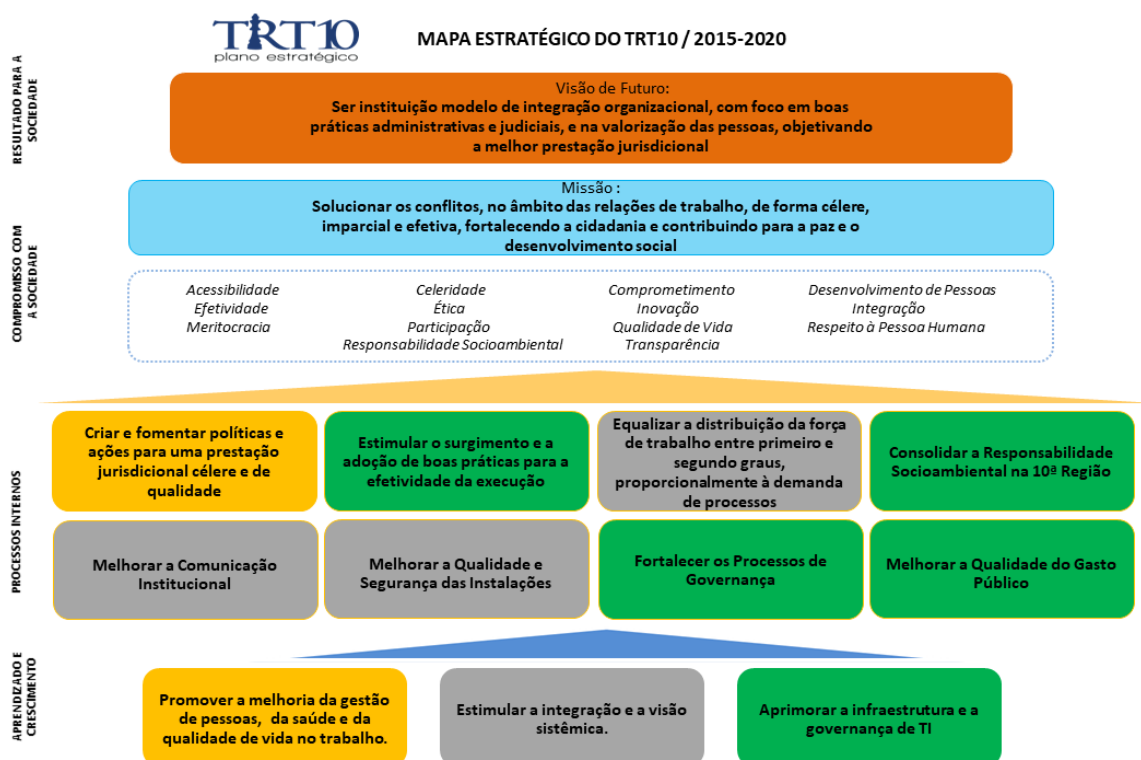 TRT10
plano estratégico
MAPA ESTRATÉGICO DO TRT10 / 2015-2020
RESULTADO PARA A
SOCIEDADE
Visão de Futuro:
Ser instituição modelo de integração organizacional, com foco em boas
práticas administrativas e judiciais, e na valorização das pessoas, objetivando
a melhor prestação jurisdicional
COMPROMISSO COM
A SOCIEDADE
Missão :
Solucionar os conflitos, no âmbito das relações de trabalho, de forma célere,
imparcial e efetiva, fortalecendo a cidadania e contribuindo para a paz e o
desenvolvimento social
Acessibilidade
Efetividade
Meritocracia
Celeridade
Ética
Participação
Responsabilidade Socioambiental
Comprometimento
Inovação
Qualidade de Vida
Transparência
Desenvolvimento de Pessoas
Integração
Respeito à Pessoa Humana
PROCESSOS INTERNOS
Criar e fomentar políticas e
ações para uma prestação
jurisdicional célere e de
qualidade
Estimular o surgimento e a
adoção de boas práticas para a
efetividade da execução
Equalizar a distribuição da força
de trabalho entre primeiro e
segundo graus,
proporcionalmente à demanda
de processos
Consolidar a Responsabilidade
Socioambiental na 10ª Região
Melhorar a Comunicação
Institucional
Melhorar a Qualidade e
Segurança das Instalações
Fortalecer os Processos de
Governança
Melhorar a Qualidade do Gasto
Público
APRENDIZADO E
CRESCIMENTO
Promover a melhoria da gestão
de pessoas, da saúde e da
qualidade de vida no trabalho.
Estimular a integração e a visão
sistêmica.
Aprimorar a infraestrutura e a
governança de TI